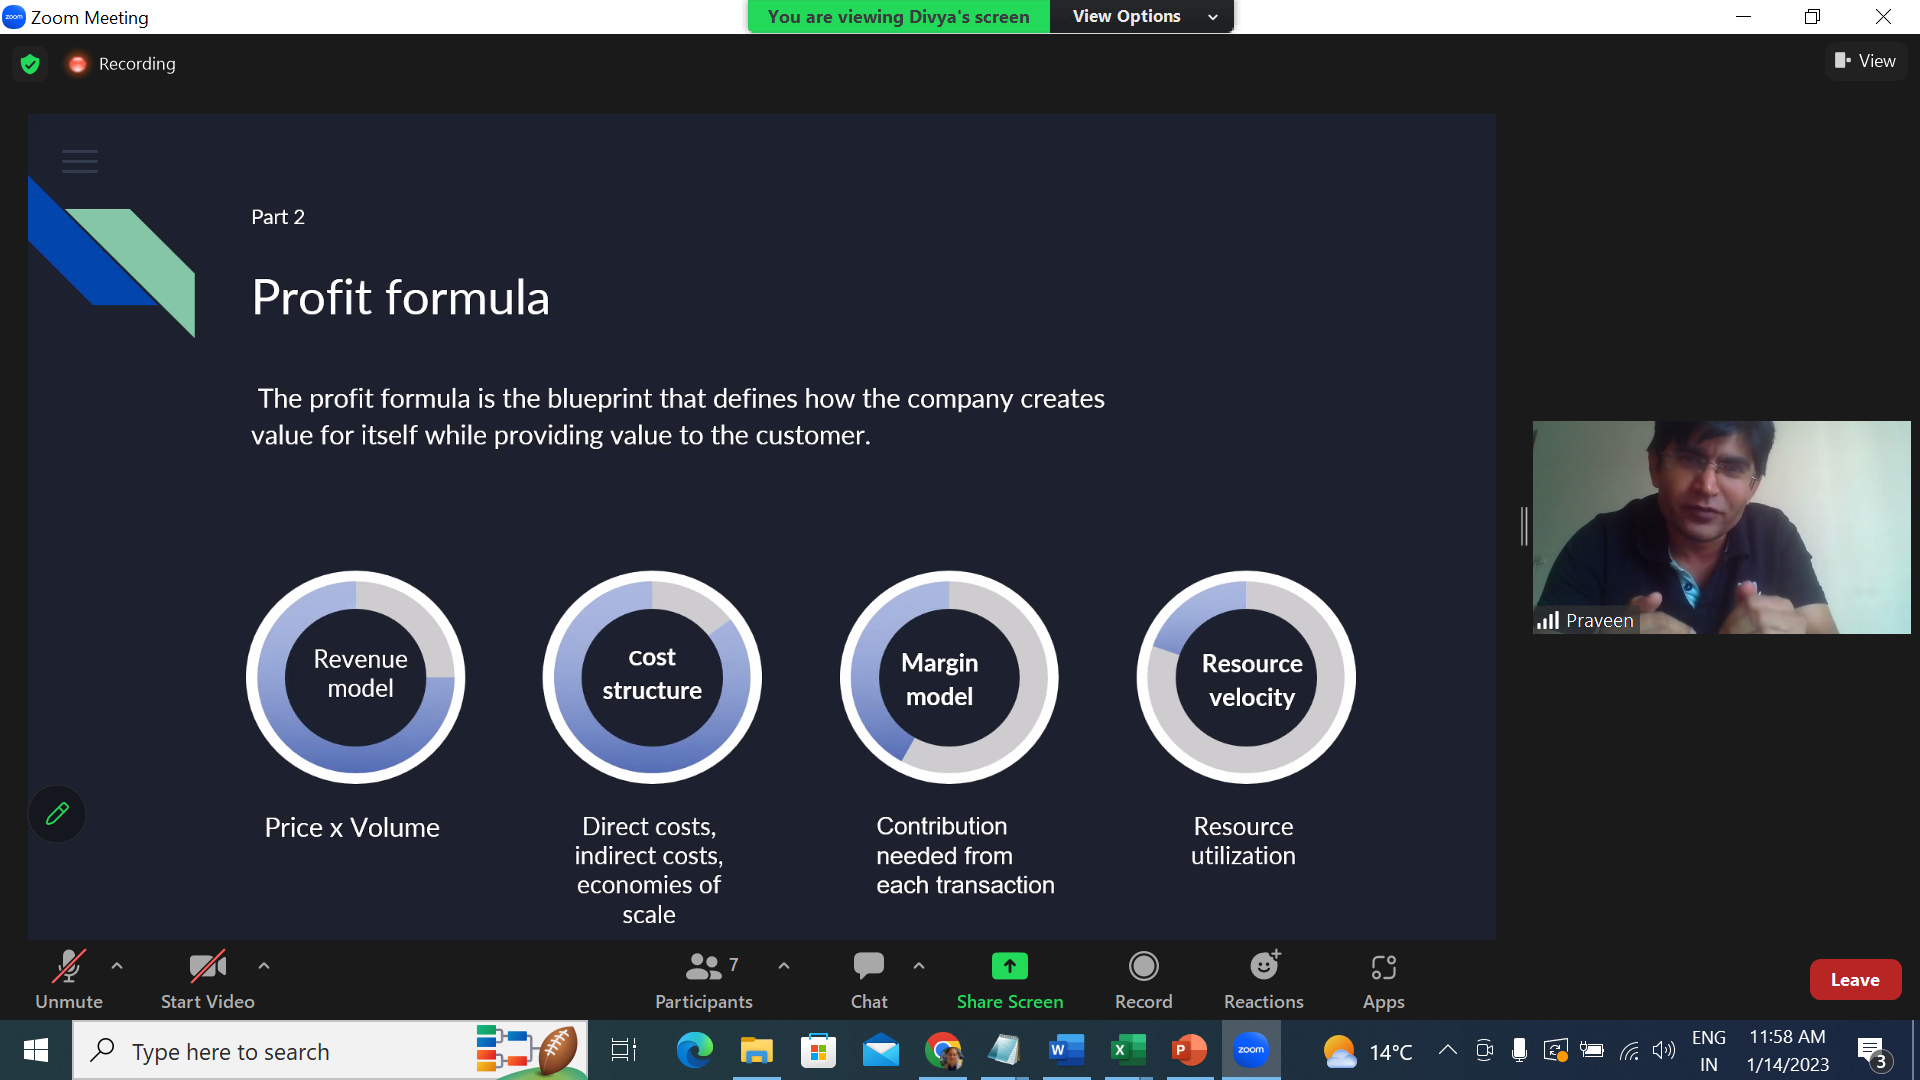 zoom
Zoom Meeting
You are viewing Divya's screen
View Options
Recording
View
Part 2
Profit formula
The profit formula is the blueprint that defines how the company creates
value for itself while providing value to the customer.
Revenue
model
Price x Volume
Cost
structure
Direct costs,
indirect costs,
economies of
scale
Margin
model
Contribution
needed from
each transaction
Resource
velocity
Resource
utilization
Praveen
Unmute
Start Video
7
Participants
Chat
Share Screen
Record
Reactions
Apps
Leave
Type here to search
W
X
P
zoom
14°C
ENG
IN
11:58 AM
1/14/2023
3